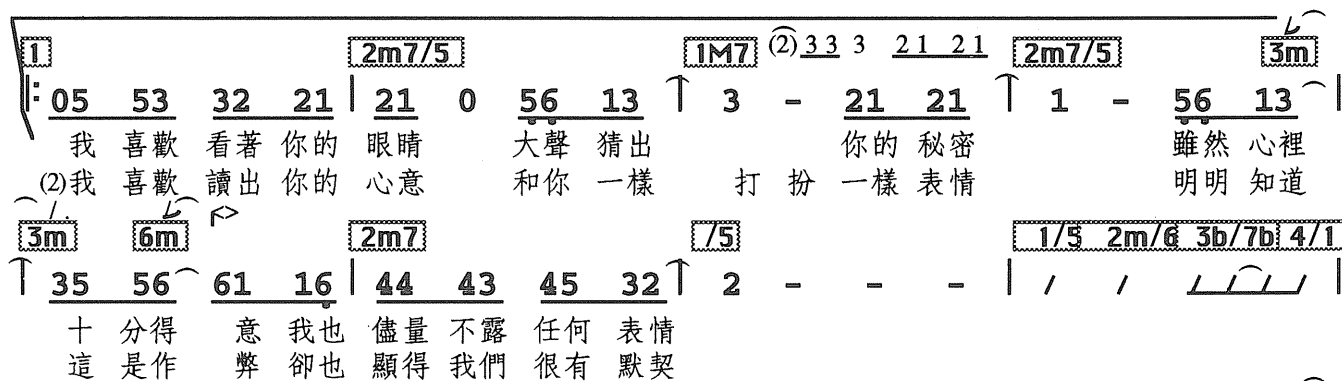 1 2m7/5 1M7 (2) 33 3 21 21 2m7/5 3m
|: 05 53 32 21 | 21 0 56 13 | 3 - 21 21 | 1 - 56 13 |
我 喜歡 看著 你的 眼睛 大聲 猜出 你的 秘密 雖然 心裡
(2)我 喜歡 讀出 你的 心意 和你 一樣 打 扮 一樣 表情 明明 知道
3m 6m 2m7 /5 1/5 2m/6 3b/7b 4/1
| 35 56 61 16 | 44 43 45 32 | 2 - - - | / / / / / /
十 分得 意 我也 儘量 不露 任何 表情
這 是作 弊 卻也 顯得 我們 很有 默契